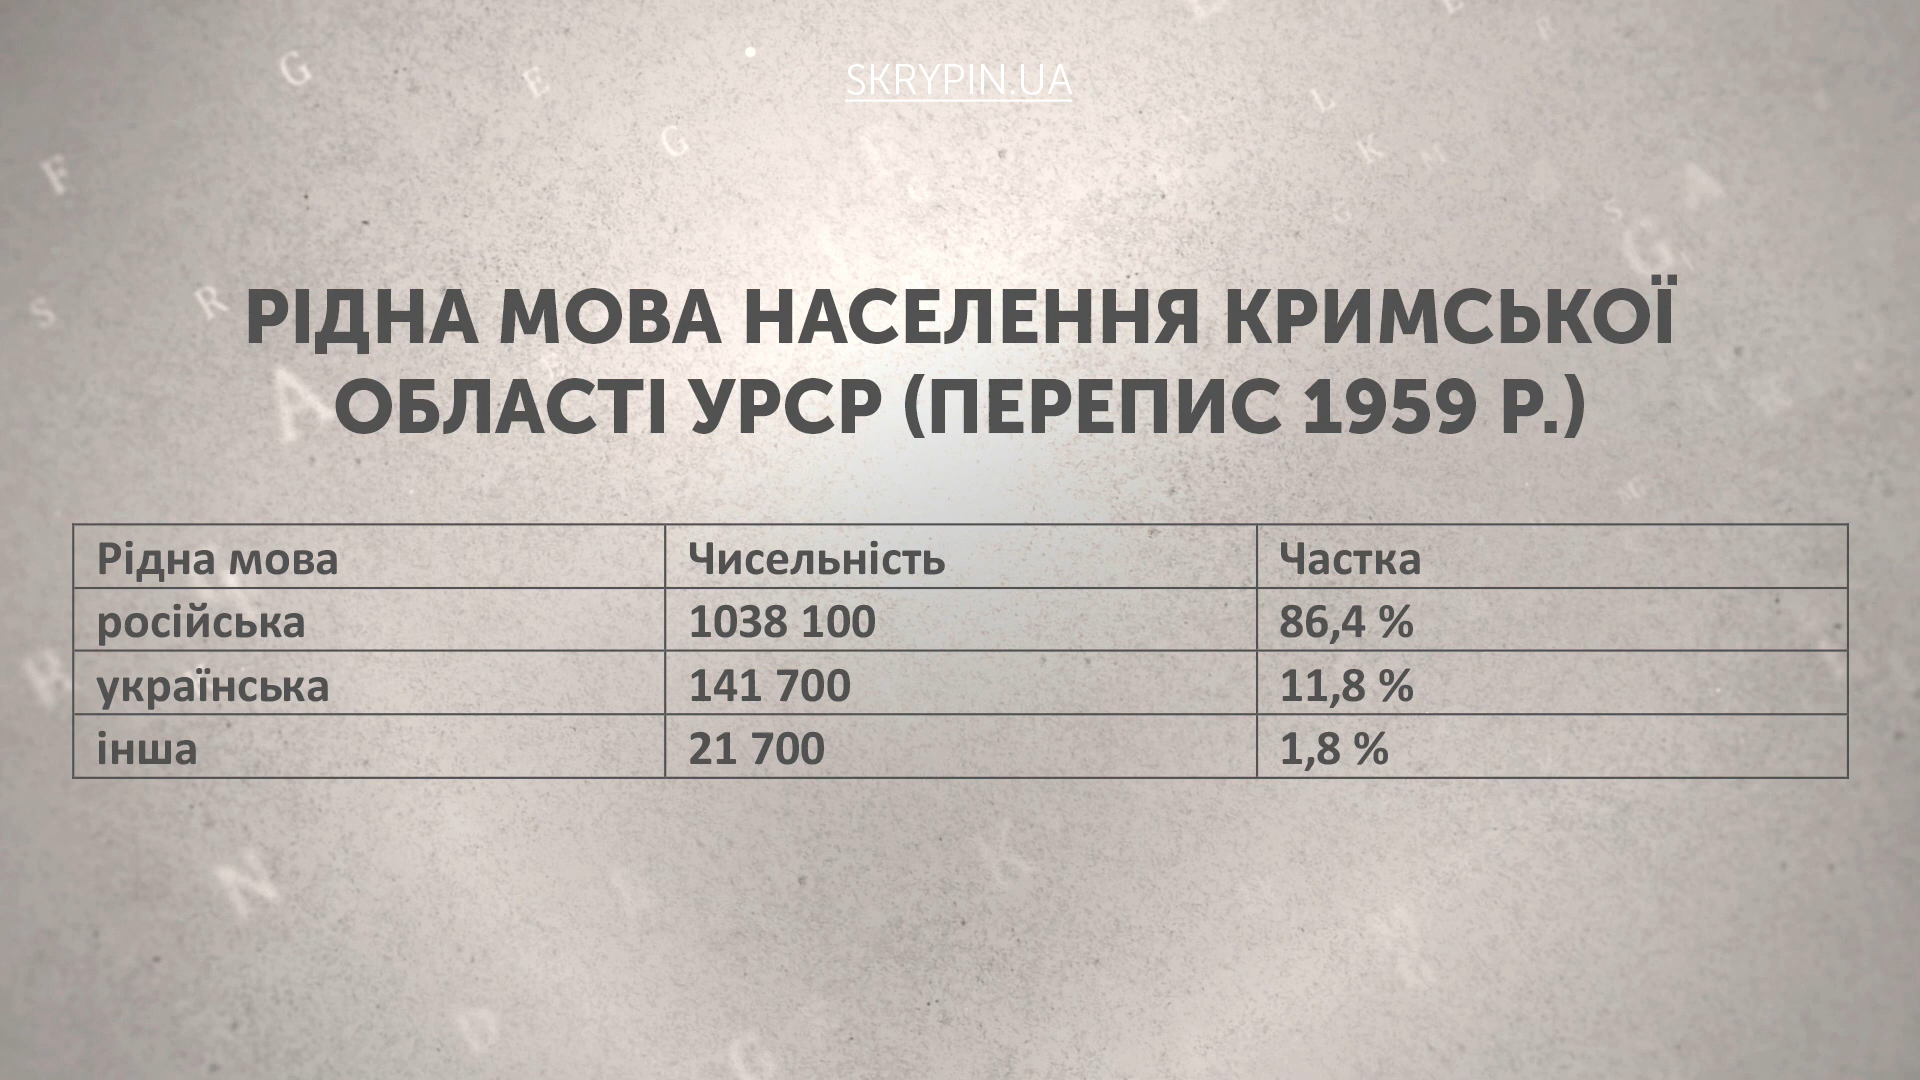 SKRYPIN.UA
РІДНА МОВА НАСЕЛЕННЯ КРИМСЬКОЇ
ОБЛАСТІ УРСР (ПЕРЕПИС 1959 Р.)
Рідна мова Чисельність Частка
російська 1038 100 86,4 %
українська 141 700 11,8 %
інша 21 700 1,8 %